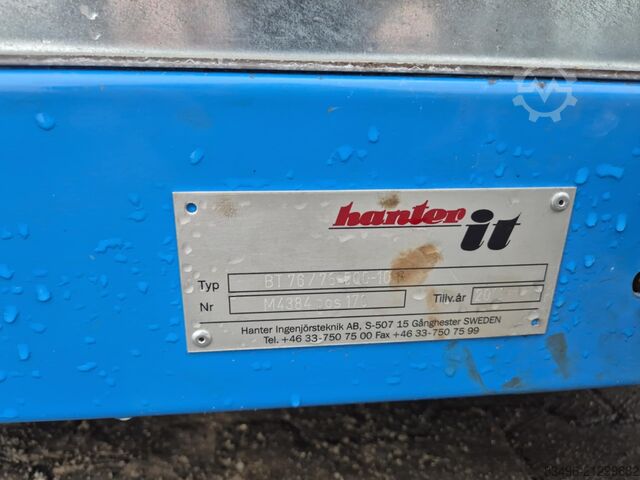 hanter it
Typ BT 76/75
Nr M4384 pos 17
Tillv.år
Hanter Ingenjörsteknik AB, S-507 15 Gånghester SWEDEN
Tel. +46 33-750 75 00 Fax +46 33-750 75 99